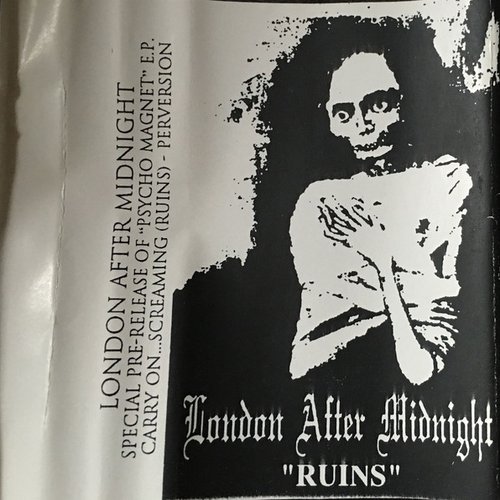 LONDON AFTER MIDNIGHT
SPECIAL PRE-RELEASE OF "PSYCHO MAGNET" E.P.
CARRY ON...SCREAMING (RUINS) - PERVERSION
London After Midnight
"RUINS"